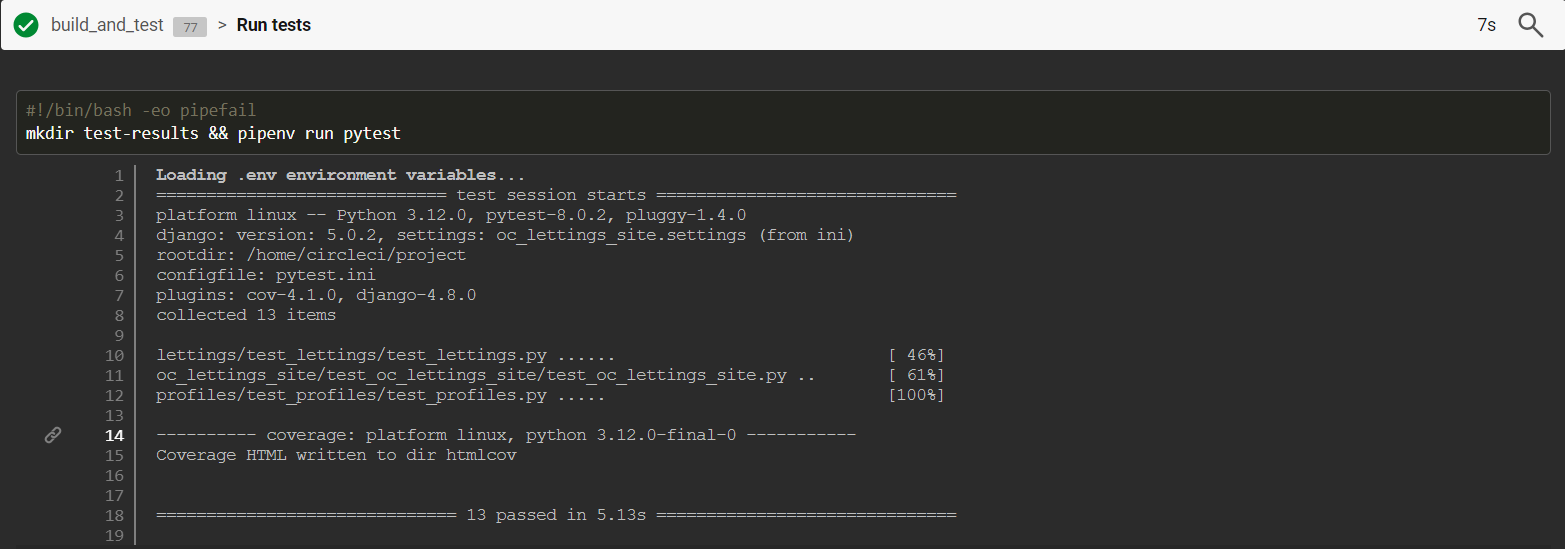 build_and_test 77 > Run tests 7s
#!/bin/bash -eo pipefail
mkdir test-results && pipenv run pytest
1 Loading .env environment variables...
2 ============================= test session starts ==============================
3 platform linux -- Python 3.12.0, pytest-8.0.2, pluggy-1.4.0
4 django: version: 5.0.2, settings: oc_lettings_site.settings (from ini)
5 rootdir: /home/circleci/project
6 configfile: pytest.ini
7 plugins: cov-4.1.0, django-4.8.0
8 collected 13 items
9
10 lettings/test_lettings/test_lettings.py ...... [ 46%]
11 oc_lettings_site/test_oc_lettings_site/test_oc_lettings_site.py .. [ 61%]
12 profiles/test_profiles/test_profiles.py ..... [100%]
13
14 ---------- coverage: platform linux, python 3.12.0-final-0 -----------
15 Coverage HTML written to dir htmlcov
16
17
18 ============================== 13 passed in 5.13s ==============================
19